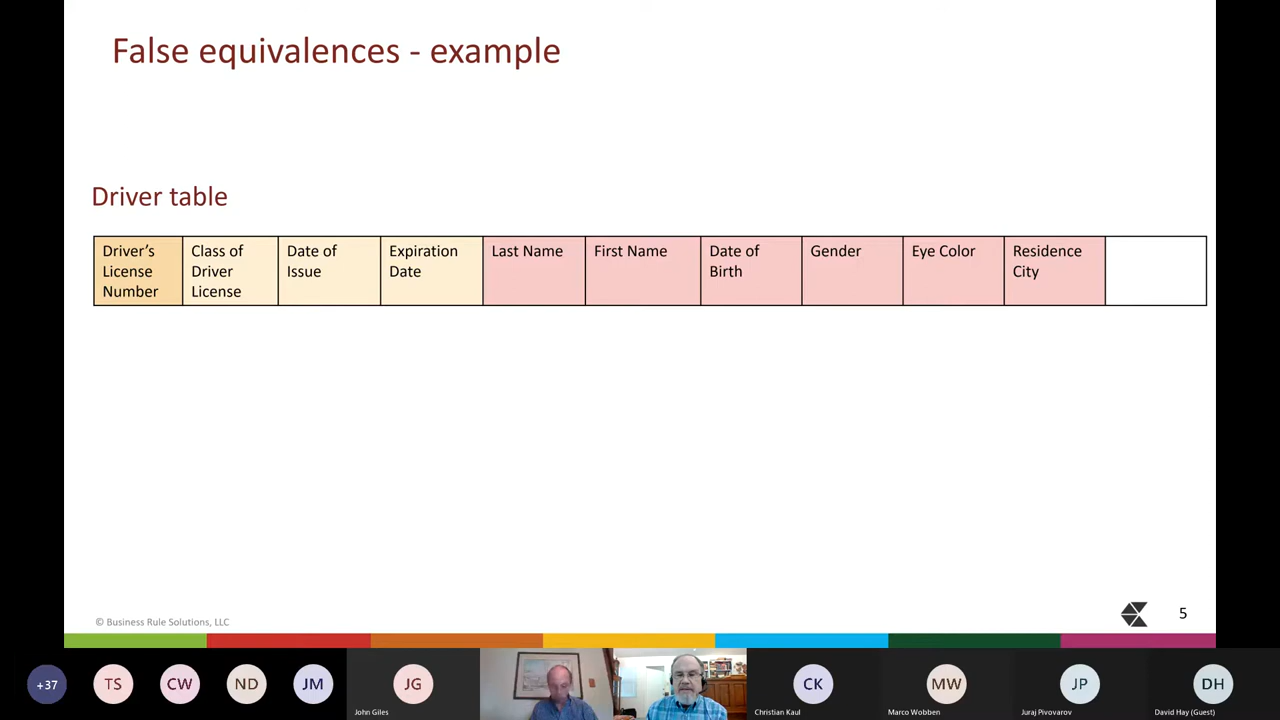 False equivalences - example
Driver table
Driver's License Number
Class of Driver License
Date of Issue
Expiration Date
Last Name
First Name
Date of Birth
Gender
Eye Color
Residence City
© Business Rule Solutions, LLC
5
+37
TS
CW
ND
JM
JG
John Giles
CK
Christian Kaul
MW
Marco Wobben
JP
Juraj Pivovarov
DH
David Hay (Guest)